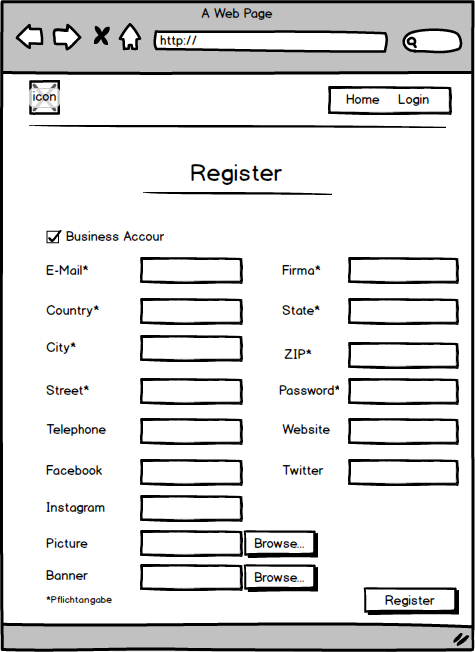 A Web Page
http://
icon
Home Login
Register
Business Accour
E-Mail* Firma*
Country* State*
City* ZIP*
Street* Password*
Telephone Website
Facebook Twitter
Instagram
Picture Browse...
Banner Browse...
*Pflichtangabe
Register